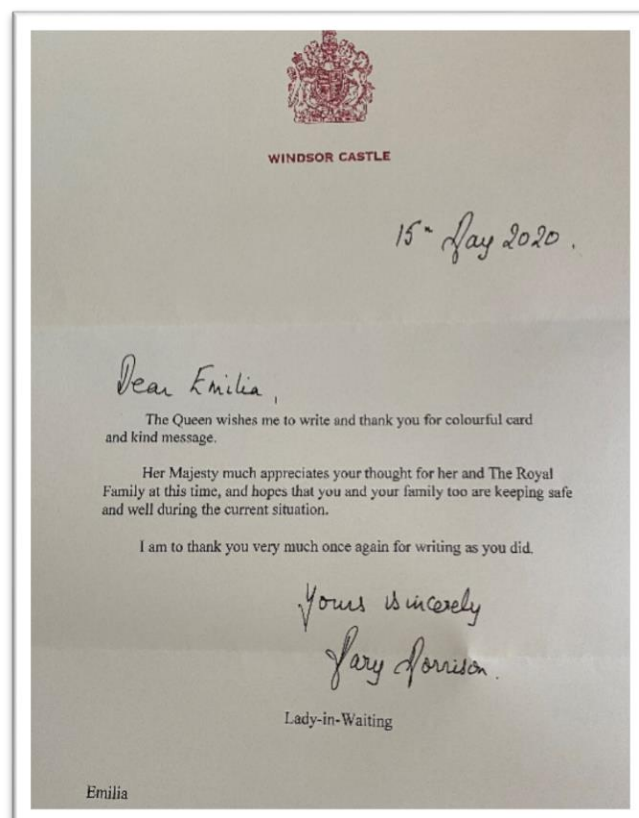 WINDSOR CASTLE
15th May 2020.
Dear Emilia,
The Queen wishes me to write and thank you for colourful card
and kind message.
Her Majesty much appreciates your thought for her and The Royal
Family at this time, and hopes that you and your family too are keeping safe
and well during the current situation.
I am to thank you very much once again for writing as you did.
Yours sincerely
Mary Morrison.
Lady-in-Waiting
Emilia